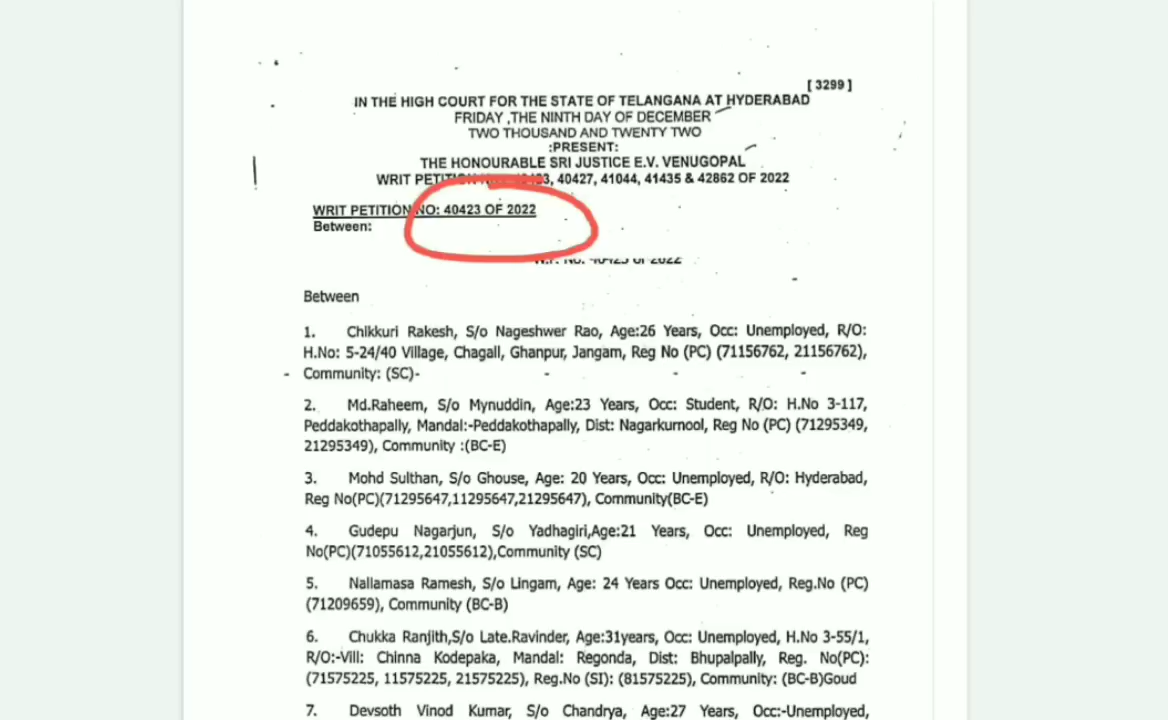 [ 3299 ]
IN THE HIGH COURT FOR THE STATE OF TELANGANA AT HYDERABAD
FRIDAY ,THE NINTH DAY OF DECEMBER
TWO THOUSAND AND TWENTY TWO
:PRESENT:
THE HONOURABLE SRI JUSTICE E.V. VENUGOPAL
WRIT 40427, 41044, 41435 & 42862 OF 2022
WRIT PETITION NO: 40423 OF 2022
Between:
W.P. No. 40423 of 2022
Between
1. Chikkuri Rakesh, S/o Nageshwer Rao, Age:26 Years, Occ: Unemployed, R/O:
H.No: 5-24/40 Village, Chagall, Ghanpur, Jangam, Reg No (PC) (71156762, 21156762),
Community: (SC)-
2. Md.Raheem, S/o Mynuddin, Age:23 Years, Occ: Student, R/O: H.No 3-117,
Peddakothapally, Mandal:-Peddakothapally, Dist: Nagarkurnool, Reg No (PC) (71295349,
21295349), Community :(BC-E)
3. Mohd Sulthan, S/o Ghouse, Age: 20 Years, Occ: Unemployed, R/O: Hyderabad,
Reg No(PC)(71295647,11295647,21295647), Community(BC-E)
4. Gudepu Nagarjun, S/o Yadhagiri,Age:21 Years, Occ: Unemployed, Reg
No(PC)(71055612,21055612),Community (SC)
5. Nallamasa Ramesh, S/o Lingam, Age: 24 Years Occ: Unemployed, Reg.No (PC)
(71209659), Community (BC-B)
6. Chukka Ranjith,S/o Late.Ravinder, Age:31years, Occ: Unemployed, H.No 3-55/1,
R/O:-Vill: Chinna Kodepaka, Mandal: Regonda, Dist: Bhupalpally, Reg. No(PC):
(71575225, 11575225, 21575225), Reg.No (SI): (81575225), Community: (BC-B)Goud
7. Devsoth Vinod Kumar, S/o Chandrya, Age:27 Years, Occ:-Unemployed,